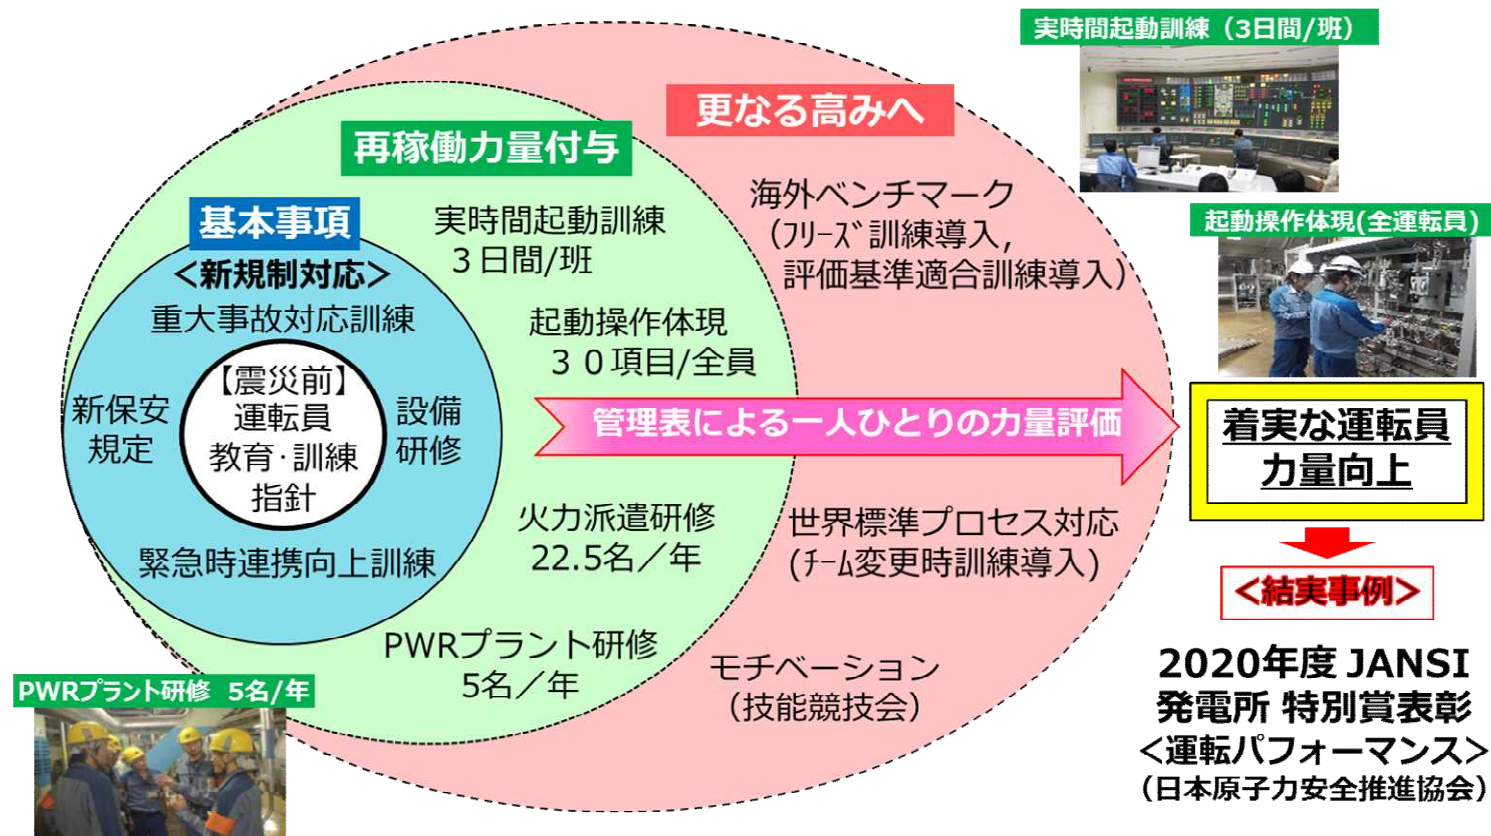 実時間起動訓練（3日間/班）
更なる高みへ
再稼働力量付与
海外ベンチマーク
（ﾌﾘｰｽﾞ訓練導入,
評価基準適合訓練導入）
基本事項
実時間起動訓練
３日間/班
起動操作体現(全運転員)
＜新規制対応＞
重大事故対応訓練
起動操作体現
３０項目/全員
【震災前】
運転員
教育・訓練
指針
新保安
規定
設備
研修
管理表による一人ひとりの力量評価
着実な運転員
力量向上
火力派遣研修
22.5名／年
世界標準プロセス対応
(ﾁｰﾑ変更時訓練導入)
緊急時連携向上訓練
＜結実事例＞
PWRプラント研修
5名／年
モチベーション
（技能競技会）
2020年度 JANSI
発電所 特別賞表彰
＜運転パフォーマンス＞
（日本原子力安全推進協会）
PWRプラント研修 5名/年